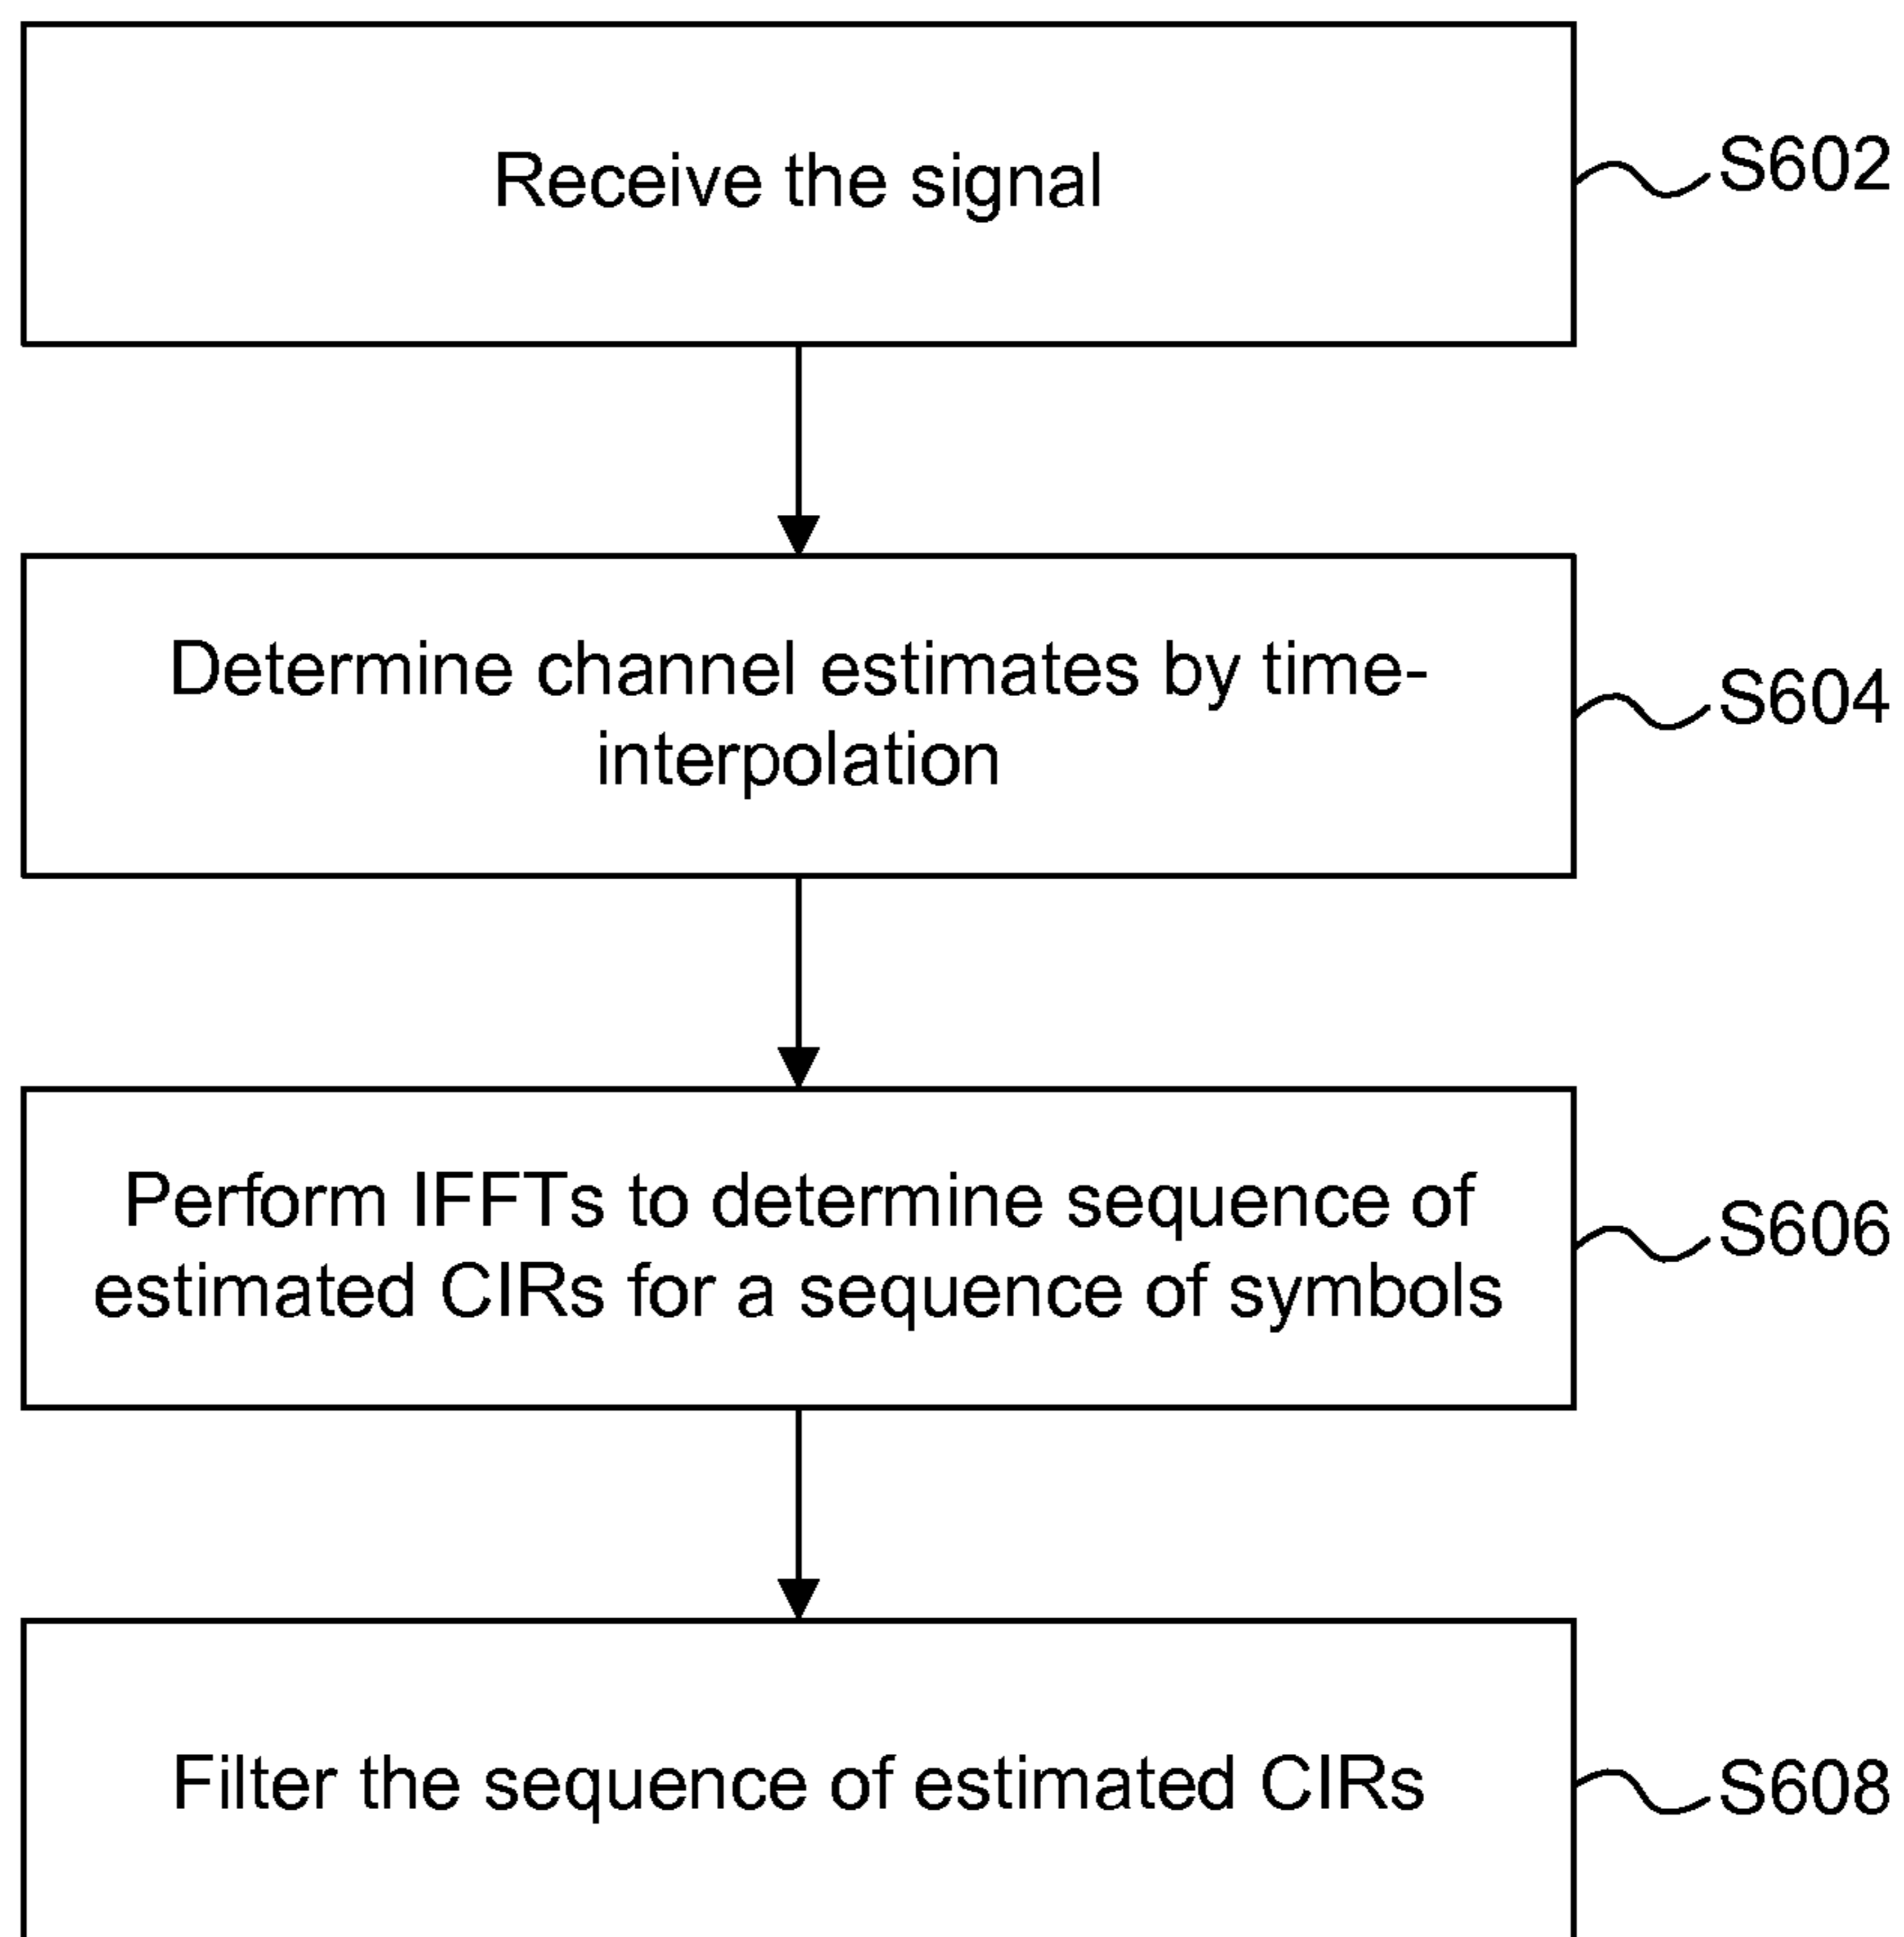 Receive the signal
S602
Determine channel estimates by time-
interpolation
S604
Perform IFFTs to determine sequence of
estimated CIRs for a sequence of symbols
S606
Filter the sequence of estimated CIRs
S608